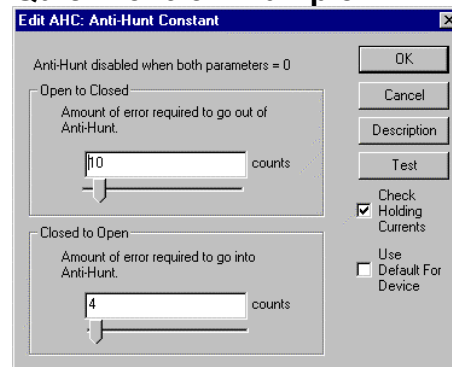 Edit AHC: Anti-Hunt Constant
Anti-Hunt disabled when both parameters = 0
Open to Closed
Amount of error required to go out of
Anti-Hunt.
10 counts
Closed to Open
Amount of error required to go into
Anti-Hunt.
4 counts
OK
Cancel
Description
Test
Check
Holding
Currents
Use
Default For
Device